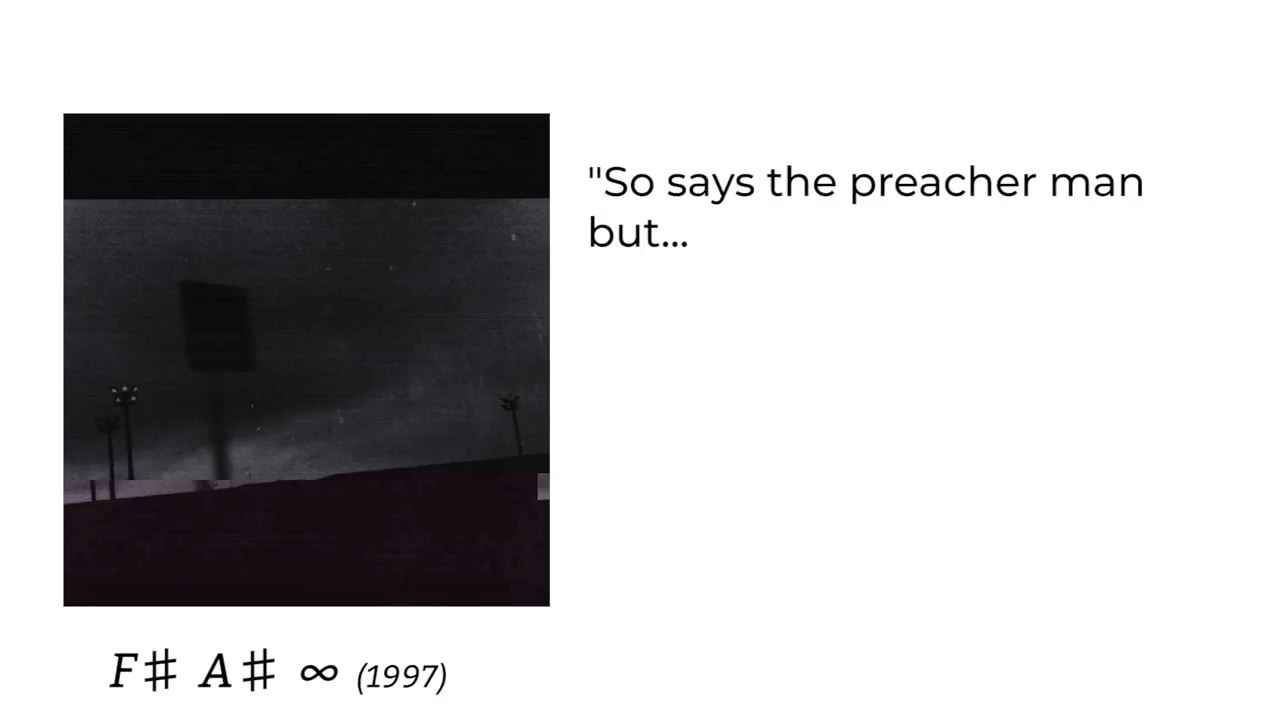 "So says the preacher man
but...
F♯ A♯ ∞ (1997)